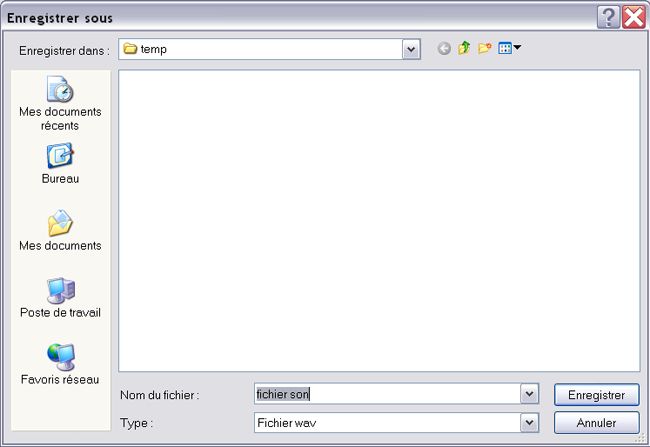 Enregistrer sous
Enregistrer dans :
temp
Mes documents
récents
Bureau
Mes documents
Poste de travail
Favoris réseau
Nom du fichier :
fichier son
Enregistrer
Type :
Fichier wav
Annuler